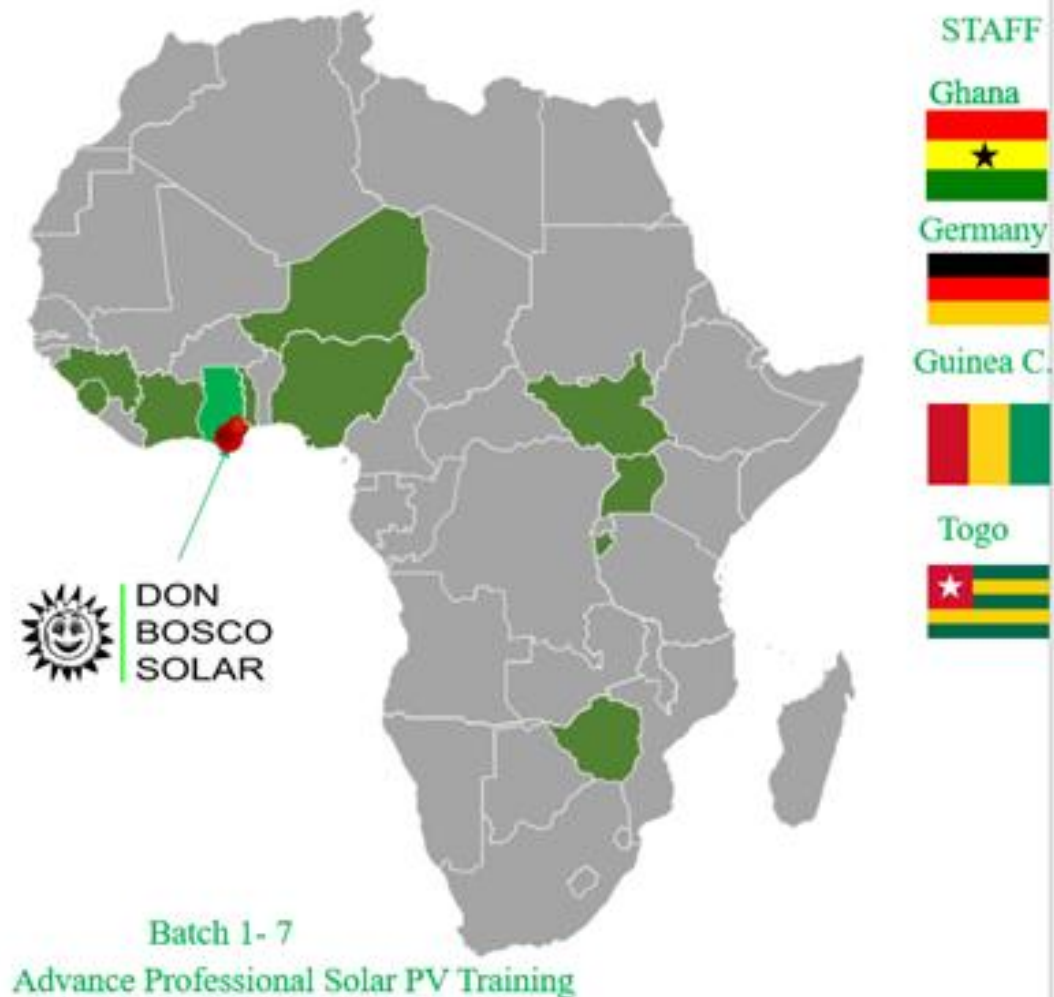 STAFF
Ghana
Germany
Guinea C.
Togo
DON
BOSCO
SOLAR
Batch 1- 7
Advance Professional Solar PV Training